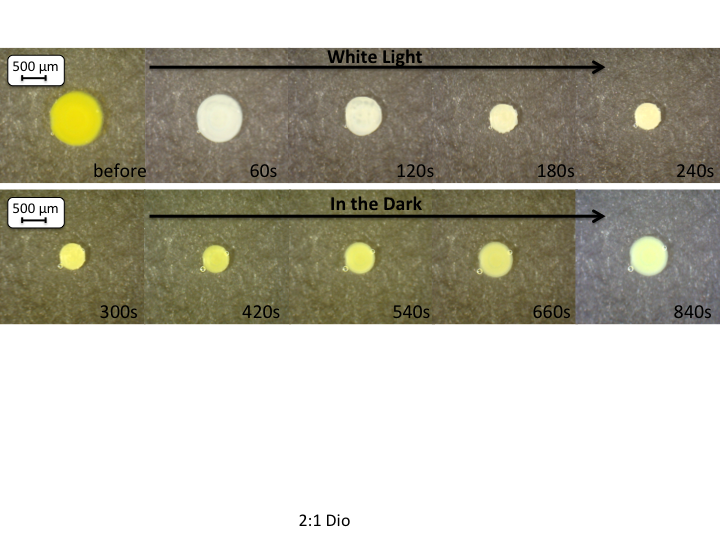 White Light
500 µm
before
60s
120s
180s
240s
In the Dark
500 µm
300s
420s
540s
660s
840s
2:1 Dio